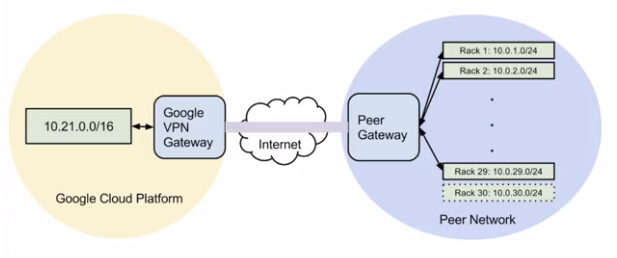 10.21.0.0/16
Google
VPN
Gateway
Google Cloud Platform
Internet
Peer
Gateway
Rack 1: 10.0.1.0/24
Rack 2: 10.0.2.0/24
.
.
.
Rack 29: 10.0.29.0/24
Rack 30: 10.0.30.0/24
Peer Network